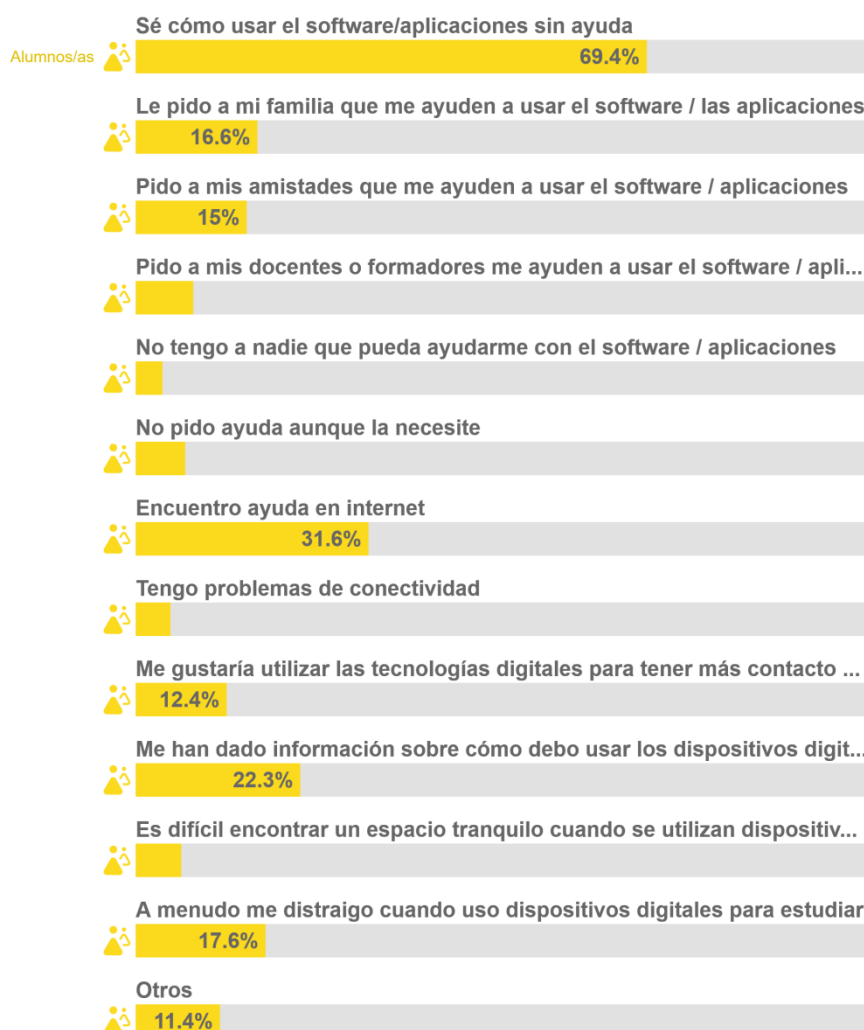 Sé cómo usar el software/aplicaciones sin ayuda
Alumnos/as
69.4%
Le pido a mi familia que me ayuden a usar el software / las aplicaciones
16.6%
Pido a mis amistades que me ayuden a usar el software / aplicaciones
15%
Pido a mis docentes o formadores me ayuden a usar el software / apli...
No tengo a nadie que pueda ayudarme con el software / aplicaciones
No pido ayuda aunque la necesite
Encuentro ayuda en internet
31.6%
Tengo problemas de conectividad
Me gustaría utilizar las tecnologías digitales para tener más contacto ...
12.4%
Me han dado información sobre cómo debo usar los dispositivos digit...
22.3%
Es difícil encontrar un espacio tranquilo cuando se utilizan dispositiv...
A menudo me distraigo cuando uso dispositivos digitales para estudiar
17.6%
Otros
11.4%